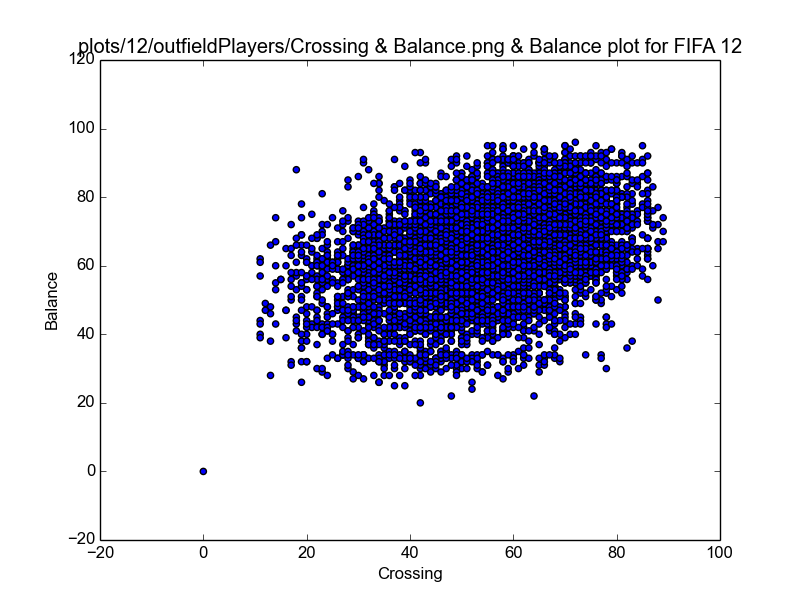 plots/12/outfieldPlayers/Crossing & Balance.png & Balance plot for FIFA 12
120
100
80
60
40
20
0
−20
Balance
−20 0 20 40 60 80 100
Crossing